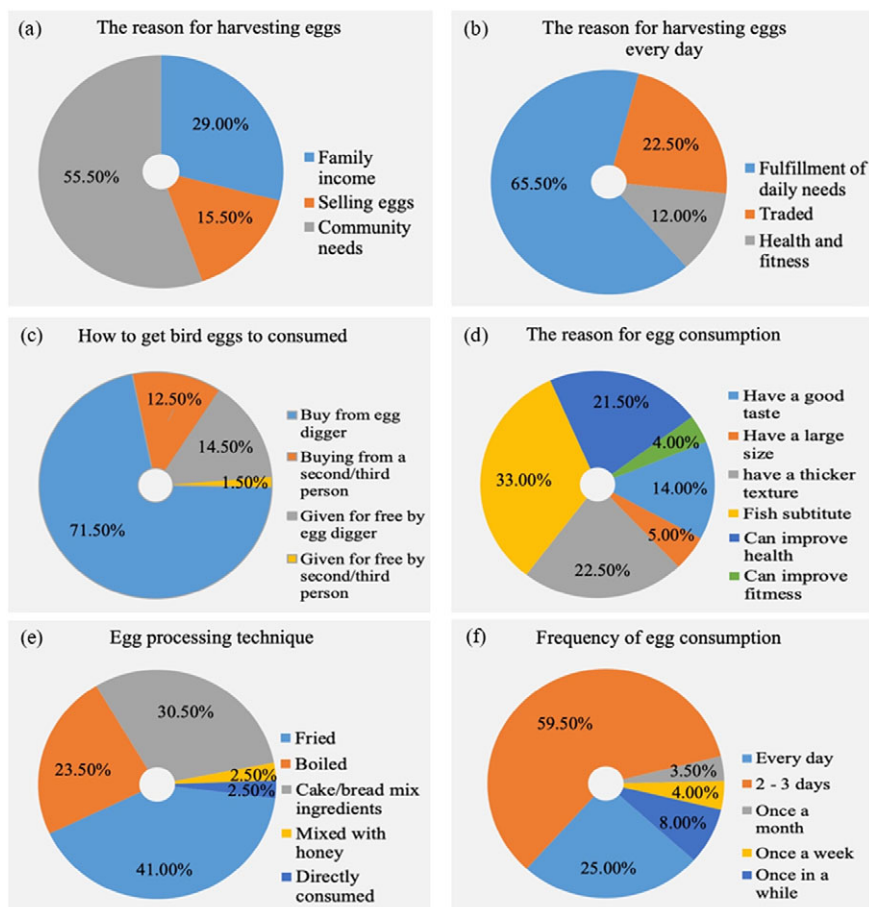 (a)
The reason for harvesting eggs
29.00%
55.50%
15.50%
Family
income
Selling eggs
Community
needs
(b)
The reason for harvesting eggs
every day
22.50%
65.50%
12.00%
Fulfillment of
daily needs
Traded
Health and
fitness
(c)
How to get bird eggs to consumed
12.50%
14.50%
1.50%
71.50%
Buy from egg
digger
Buying from a
second/third
person
Given for free by
egg digger
Given for free by
second/third
person
(d)
The reason for egg consumption
21.50%
4.00%
33.00%
14.00%
5.00%
22.50%
Have a good
taste
Have a large
size
have a thicker
texture
Fish subtitute
Can improve
health
Can improve
fitness
(e)
Egg processing technique
30.50%
23.50%
2.50%
2.50%
41.00%
Fried
Boiled
Cake/bread mix
ingredients
Mixed with
honey
Directly
consumed
(f)
Frequency of egg consumption
59.50%
3.50%
4.00%
8.00%
25.00%
Every day
2 - 3 days
Once a
month
Once a week
Once in a
while